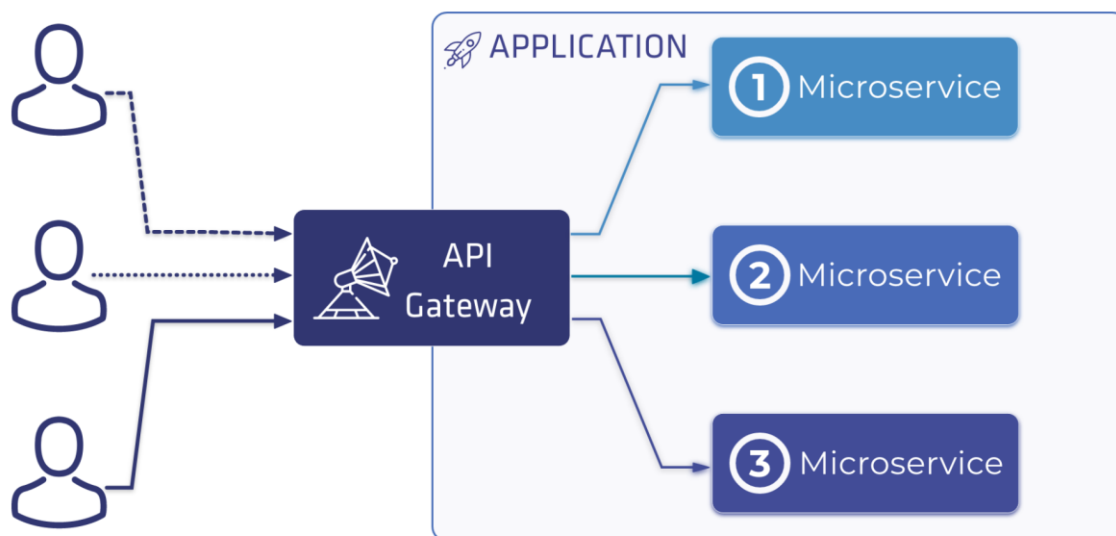 APPLICATION
1 Microservice
API
Gateway
2 Microservice
3 Microservice